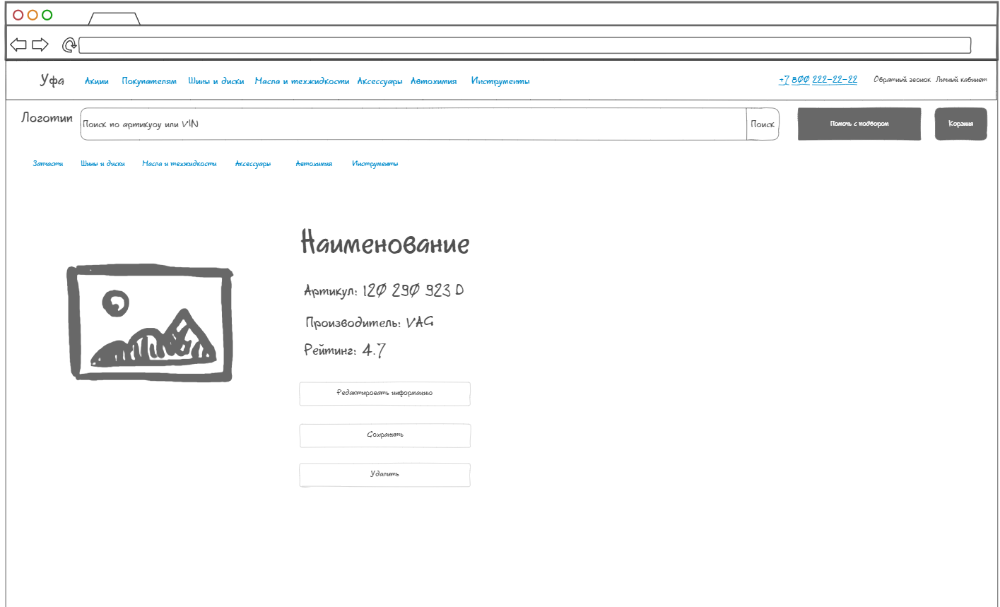 Уфа Акции Покупателям Шины и диски Масла и техжидкости Аксессуары Автохимия Инструменты +7 800 222-22-22 Обратный звонок Личный кабинет
Логотип Поиск по артикуоу или VIN Поиск Помочь с подбором Корзина
Запчасти Шины и диски Масла и техжидкости Аксессуары Автохимия Инструменты
Наименование
Артикул: 120 290 923 D
Производитель: VAG
Рейтинг: 4.7
Редактировать информацию
Сохранить
Удалить